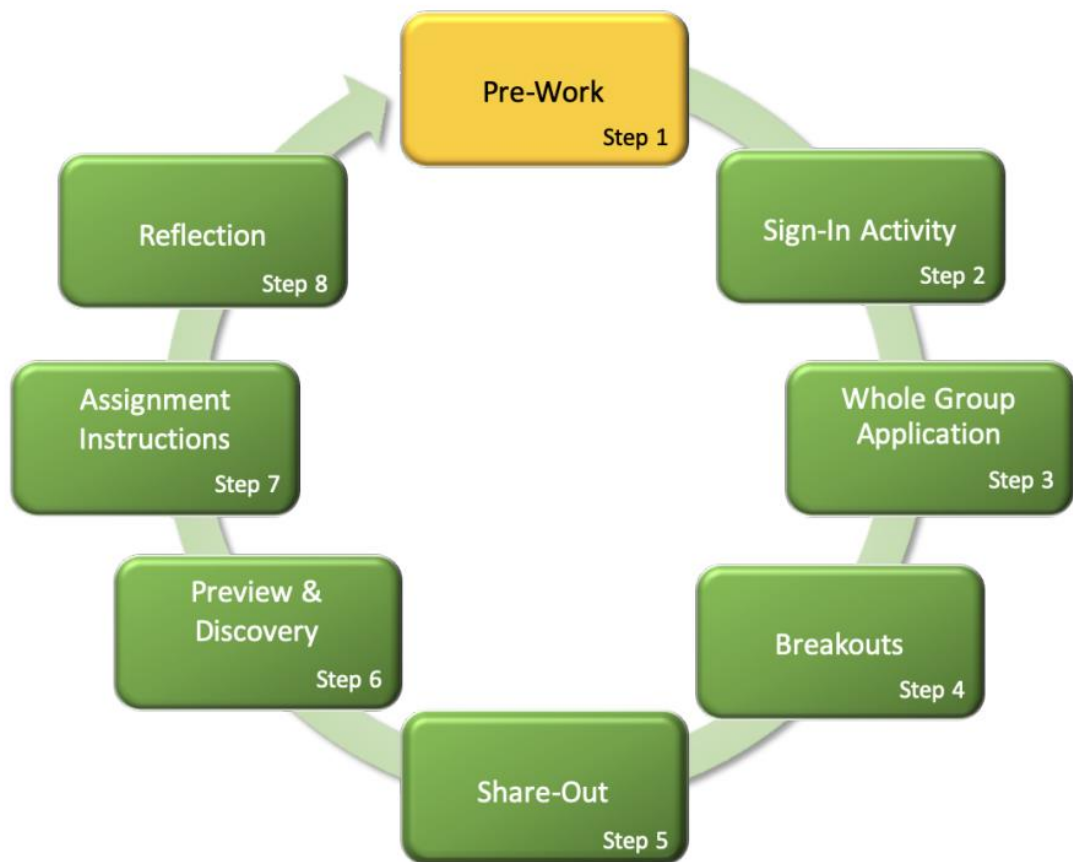 Pre-Work
Step 1
Sign-In Activity
Step 2
Whole Group
Application
Step 3
Breakouts
Step 4
Share-Out
Step 5
Preview &
Discovery
Step 6
Assignment
Instructions
Step 7
Reflection
Step 8